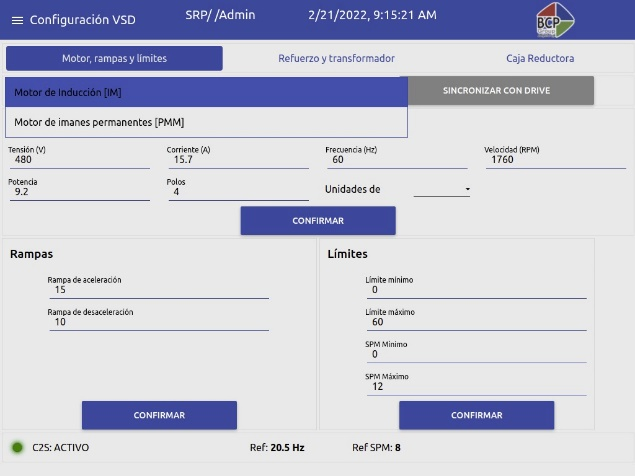 Configuración VSD
SRP/ /Admin
2/21/2022, 9:15:21 AM
BCP
Group
Motor, rampas y límites
Refuerzo y transformador
Caja Reductora
Motor de Inducción [IM]
SINCRONIZAR CON DRIVE
Motor de imanes permanentes [PMM]
Tensión (V)
480
Corriente (A)
15.7
Frecuencia (Hz)
60
Velocidad (RPM)
1760
Potencia
9.2
Polos
4
Unidades de
CONFIRMAR
Rampas
Rampa de aceleración
15
Rampa de desaceleración
10
CONFIRMAR
Límites
Límite mínimo
0
Límite máximo
60
SPM Mínimo
0
SPM Máximo
12
CONFIRMAR
C2S: ACTIVO
Ref: 20.5 Hz
Ref SPM: 8